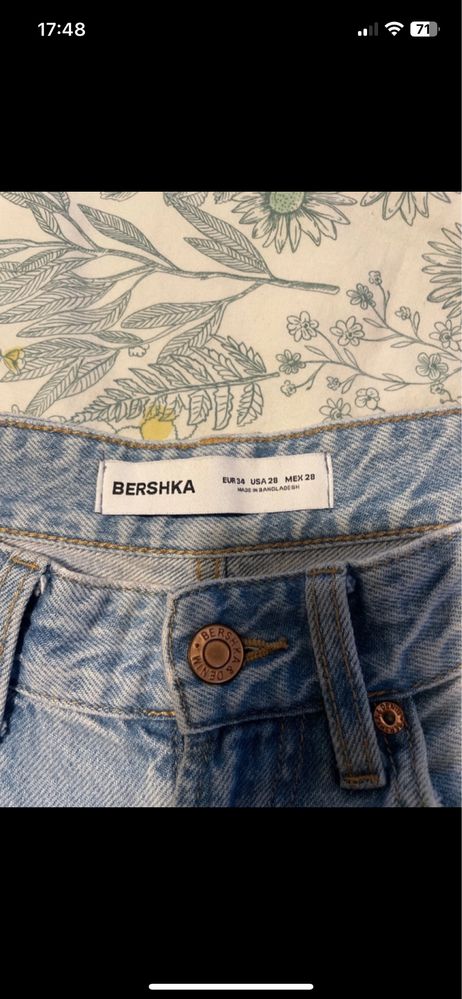 17:48
71
BERSHKA
EUR 34 USA 28 MEX 28
MADE IN BANGLADESH
BERSHKA & DENIM